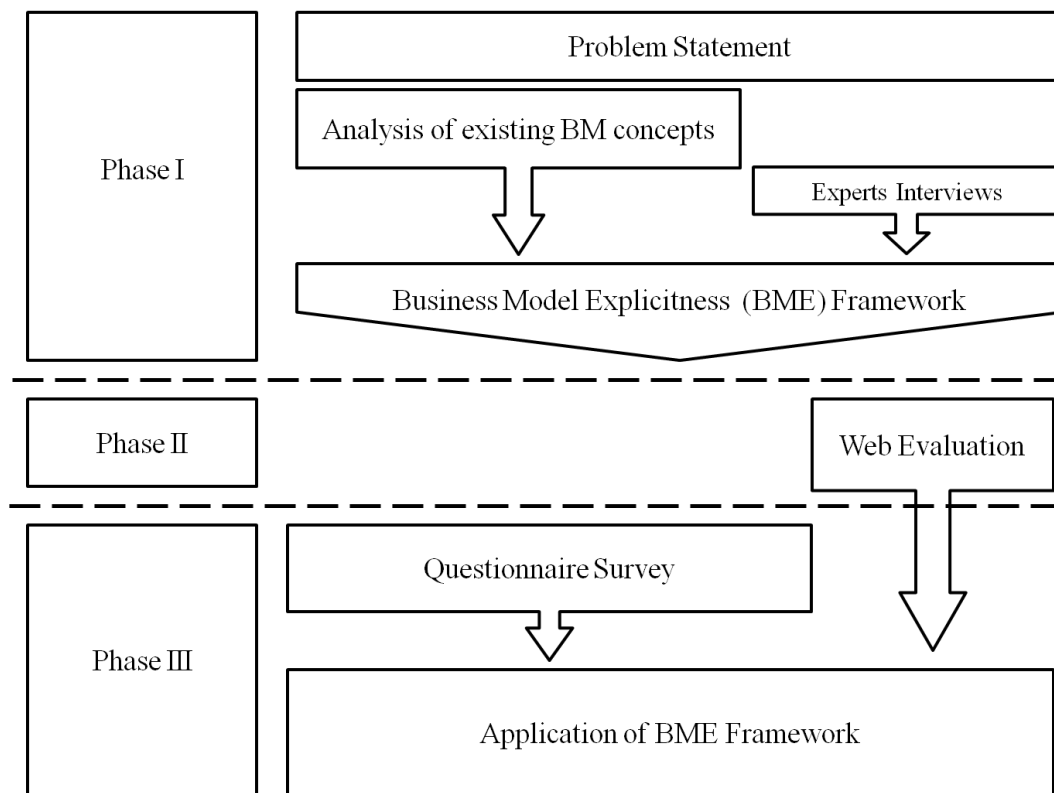 Problem Statement
Analysis of existing BM concepts
Phase I
Experts Interviews
Business Model Explicitness (BME) Framework
Phase II
Web Evaluation
Questionnaire Survey
Phase III
Application of BME Framework